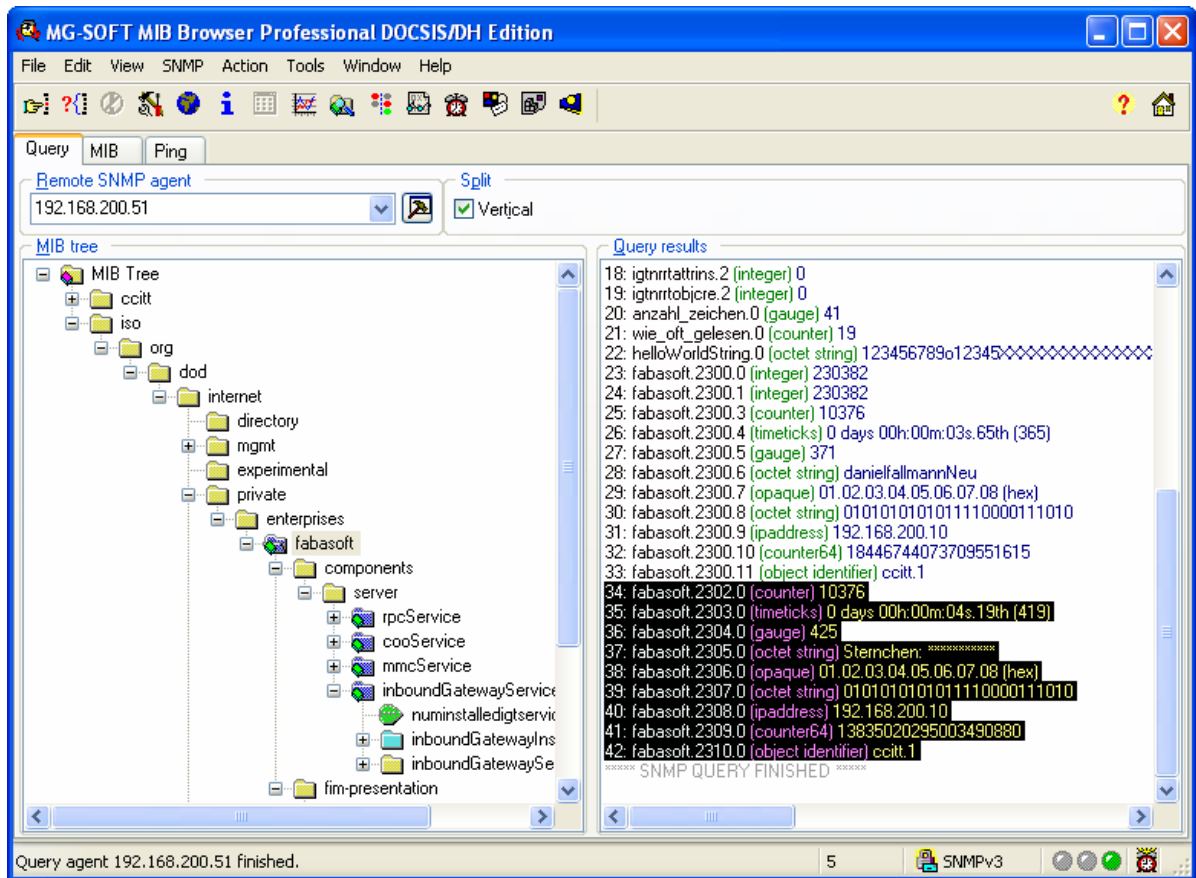 MG-SOFT MIB Browser Professional DOCSIS/DH Edition
File Edit View SNMP Action Tools Window Help
Query MIB Ping
Remote SNMP agent
192.168.200.51
Split
Vertical
MIB tree
MIB Tree
ccitt
iso
org
dod
internet
directory
mgmt
experimental
private
enterprises
fabasoft
components
server
rpcService
cooService
mmcService
inboundGatewayService
numinstalledigtservic
inboundGatewayIns
inboundGatewaySe
fim-presentation
Query results
18: igtnrrtattrins.2 (integer) 0
19: igtnrrtobjcre.2 (integer) 0
20: anzahl_zeichen.0 (gauge) 41
21: wie_oft_gelesen.0 (counter) 19
22: helloWorldString.0 (octet string) 123456789o12345XXXXXXXXXXXXXXXX
23: fabasoft.2300.0 (integer) 230382
24: fabasoft.2300.1 (integer) 230382
25: fabasoft.2300.3 (counter) 10376
26: fabasoft.2300.4 (timeticks) 0 days 00h:00m:03s.65th (365)
27: fabasoft.2300.5 (gauge) 371
28: fabasoft.2300.6 (octet string) danielfallmannNeu
29: fabasoft.2300.7 (opaque) 01.02.03.04.05.06.07.08 (hex)
30: fabasoft.2300.8 (octet string) 0101010101011110000111010
31: fabasoft.2300.9 (ipaddress) 192.168.200.10
32: fabasoft.2300.10 (counter64) 18446744073709551615
33: fabasoft.2300.11 (object identifier) ccitt.1
34: fabasoft.2302.0 (counter) 10376
35: fabasoft.2303.0 (timeticks) 0 days 00h:00m:04s.19th (419)
36: fabasoft.2304.0 (gauge) 425
37: fabasoft.2305.0 (octet string) Sternchen: ***********
38: fabasoft.2306.0 (opaque) 01.02.03.04.05.06.07.08 (hex)
39: fabasoft.2307.0 (octet string) 0101010101011110000111010
40: fabasoft.2308.0 (ipaddress) 192.168.200.10
41: fabasoft.2309.0 (counter64) 13835020295003490880
42: fabasoft.2310.0 (object identifier) ccitt.1
***** SNMP QUERY FINISHED *****
Query agent 192.168.200.51 finished.
5
SNMPv3